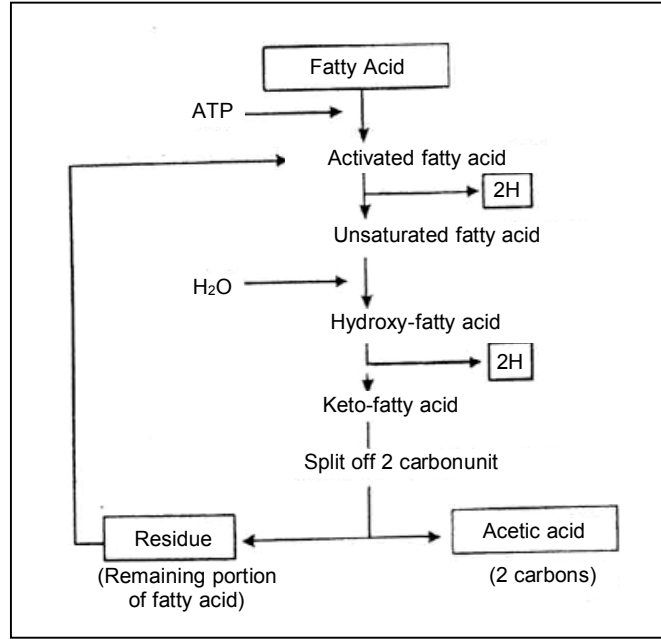 Fatty Acid
ATP
Activated fatty acid
2H
Unsaturated fatty acid
H₂O
Hydroxy-fatty acid
2H
Keto-fatty acid
Split off 2 carbonunit
Residue
Acetic acid
(Remaining portion
of fatty acid)
(2 carbons)